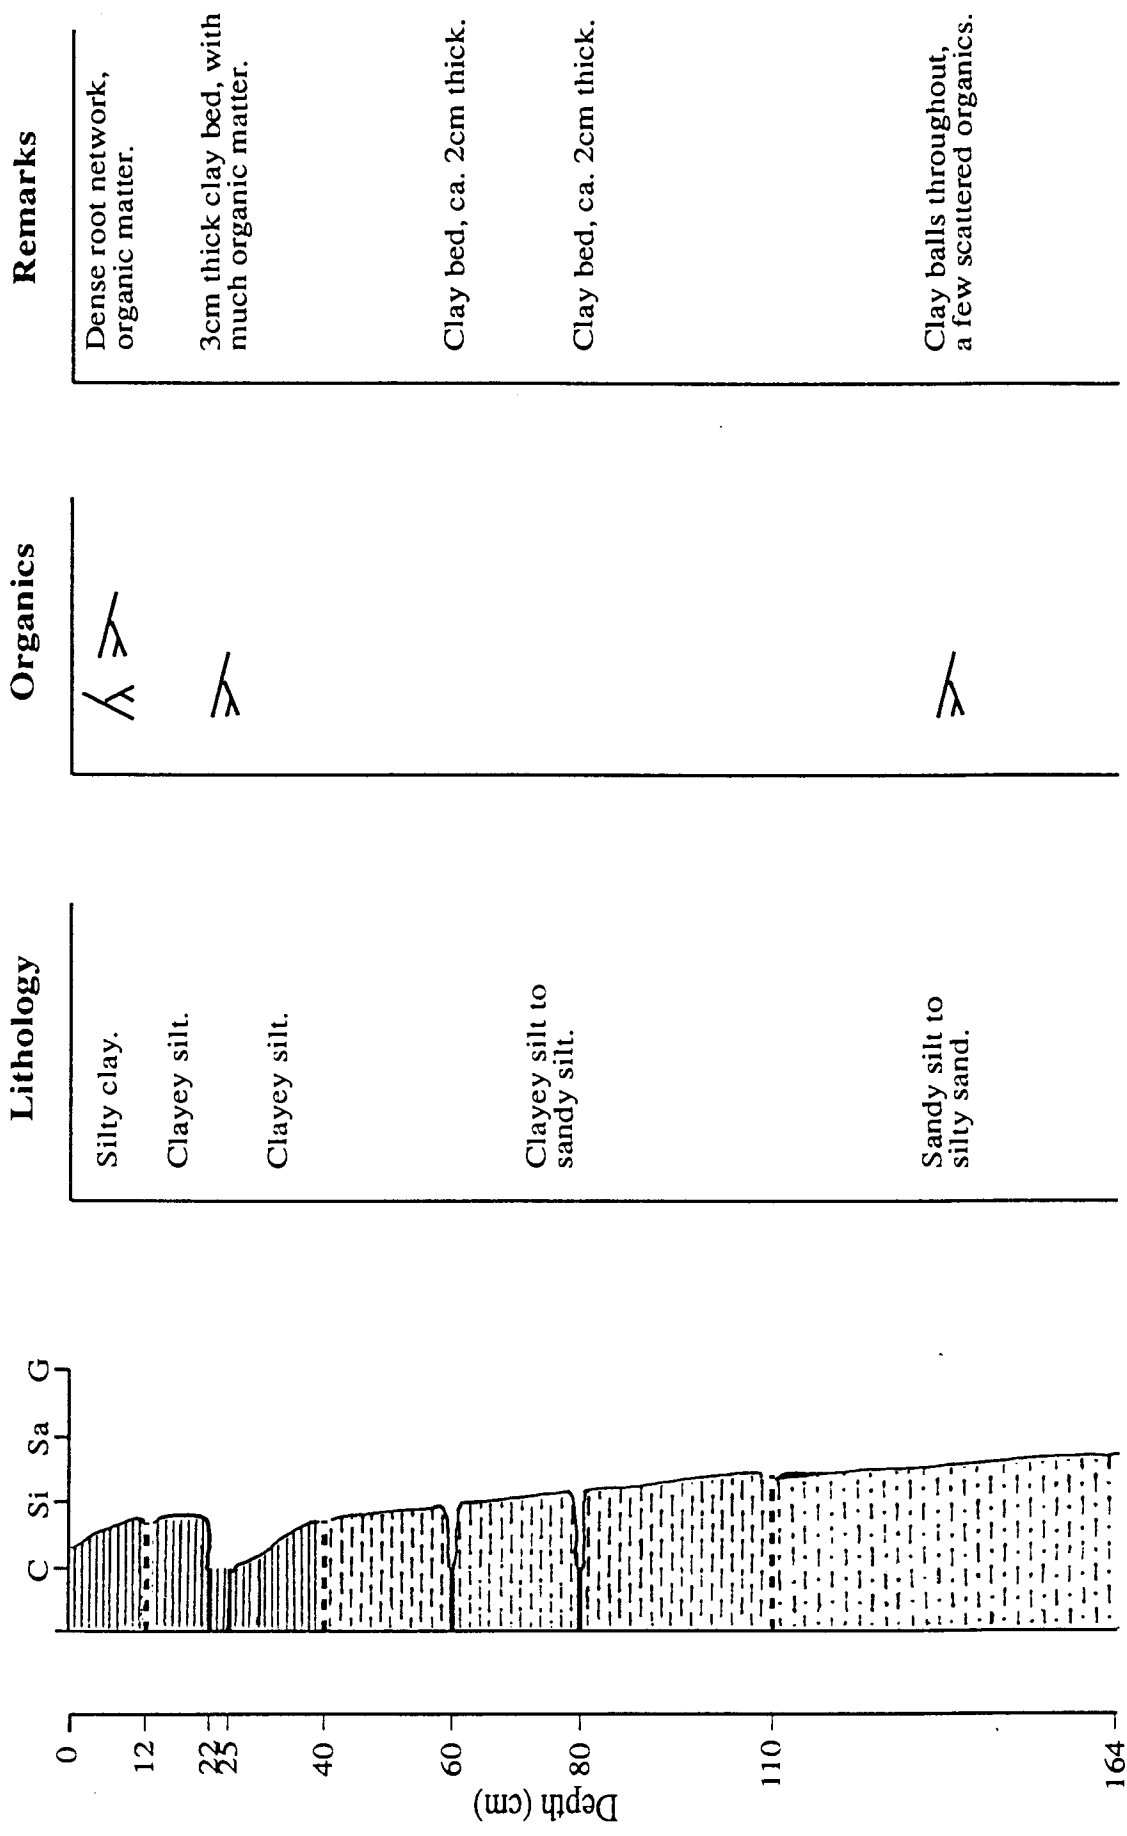 Depth (cm)
0
12
22
25
40
60
80
110
164
C Si Sa G
Lithology
Silty clay.
Clayey silt.
Clayey silt.
Clayey silt to
sandy silt.
Sandy silt to
silty sand.
Organics
Remarks
Dense root network,
organic matter.
3cm thick clay bed, with
much organic matter.
Clay bed, ca. 2cm thick.
Clay bed, ca. 2cm thick.
Clay balls throughout,
a few scattered organics.